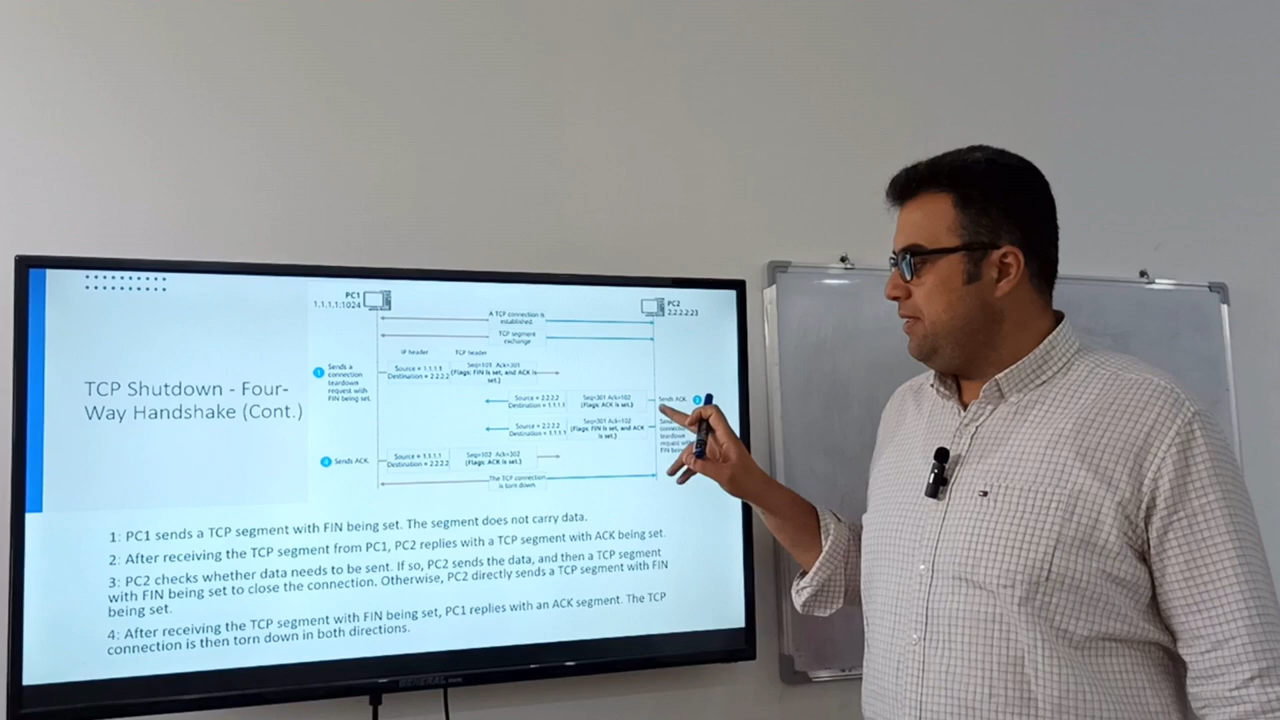 PC1
1.1.1.1:1024
PC2
2.2.2.2:23
A TCP connection is
established.
TCP segment
exchange
IP header
TCP header
1
Sends a
connection
teardown
request with
FIN being set.
Source = 1.1.1.1
Destination = 2.2.2.2
Seq=101 Ack=301
(Flags: FIN is set, and ACK is
set.)
Source = 2.2.2.2
Destination = 1.1.1.1
Seq=301 Ack=102
(Flags: ACK is set.)
Sends ACK.
Source = 2.2.2.2
Destination = 1.1.1.1
Seq=301 Ack=102
(Flags: FIN is set, and ACK
is set.)
request with
4
Sends ACK.
Source = 1.1.1.1
Destination = 2.2.2.2
Seq=102 Ack=302
(Flags: ACK is set.)
The TCP connection
is torn down.
TCP Shutdown - Four-
Way Handshake (Cont.)
1: PC1 sends a TCP segment with FIN being set. The segment does not carry data.
2: After receiving the TCP segment from PC1, PC2 replies with a TCP segment with ACK being set.
3: PC2 checks whether data needs to be sent. If so, PC2 sends the data, and then a TCP segment
with FIN being set to close the connection. Otherwise, PC2 directly sends a TCP segment with FIN
being set.
4: After receiving the TCP segment with FIN being set, PC1 replies with an ACK segment. The TCP
connection is then torn down in both directions.
GENERAL